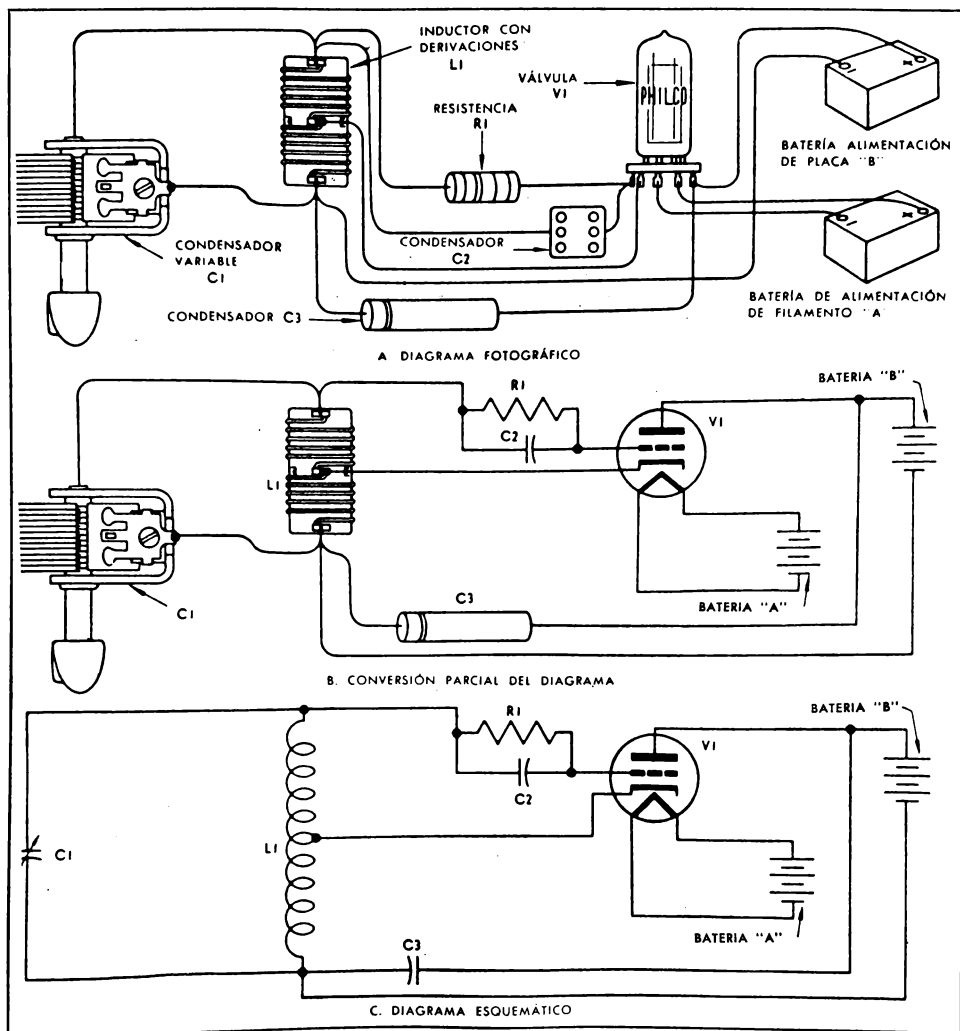 INDUCTOR CON
DERIVACIONES
L1
RESISTENCIA
R1
VÁLVULA
V1
PHILCO
BATERÍA ALIMENTACIÓN
DE PLACA "B"
CONDENSADOR
VARIABLE
C1
CONDENSADOR
C2
CONDENSADOR C3
BATERÍA DE ALIMENTACIÓN
DE FILAMENTO "A"
A DIAGRAMA FOTOGRÁFICO
BATERIA "B"
R1
C2
V1
L1
C1
C3
BATERIA "A"
B. CONVERSIÓN PARCIAL DEL DIAGRAMA
BATERIA "B"
R1
C2
V1
C1
L1
C3
BATERIA "A"
C. DIAGRAMA ESQUEMÁTICO